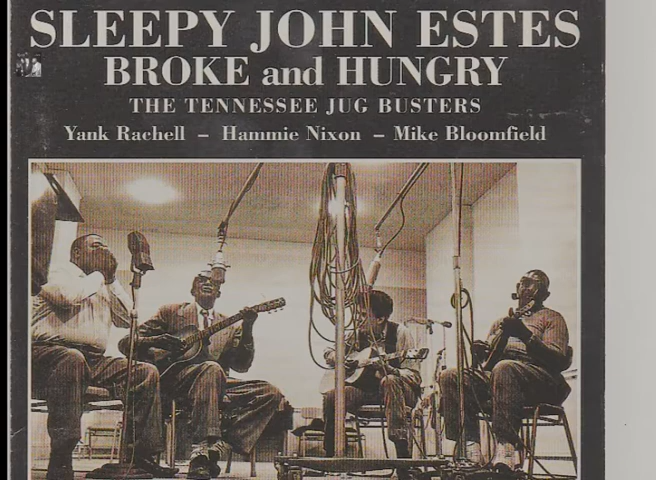 SLEEPY JOHN ESTES
BROKE and HUNGRY
THE TENNESSEE JUG BUSTERS
Yank Rachell – Hammie Nixon – Mike Bloomfield